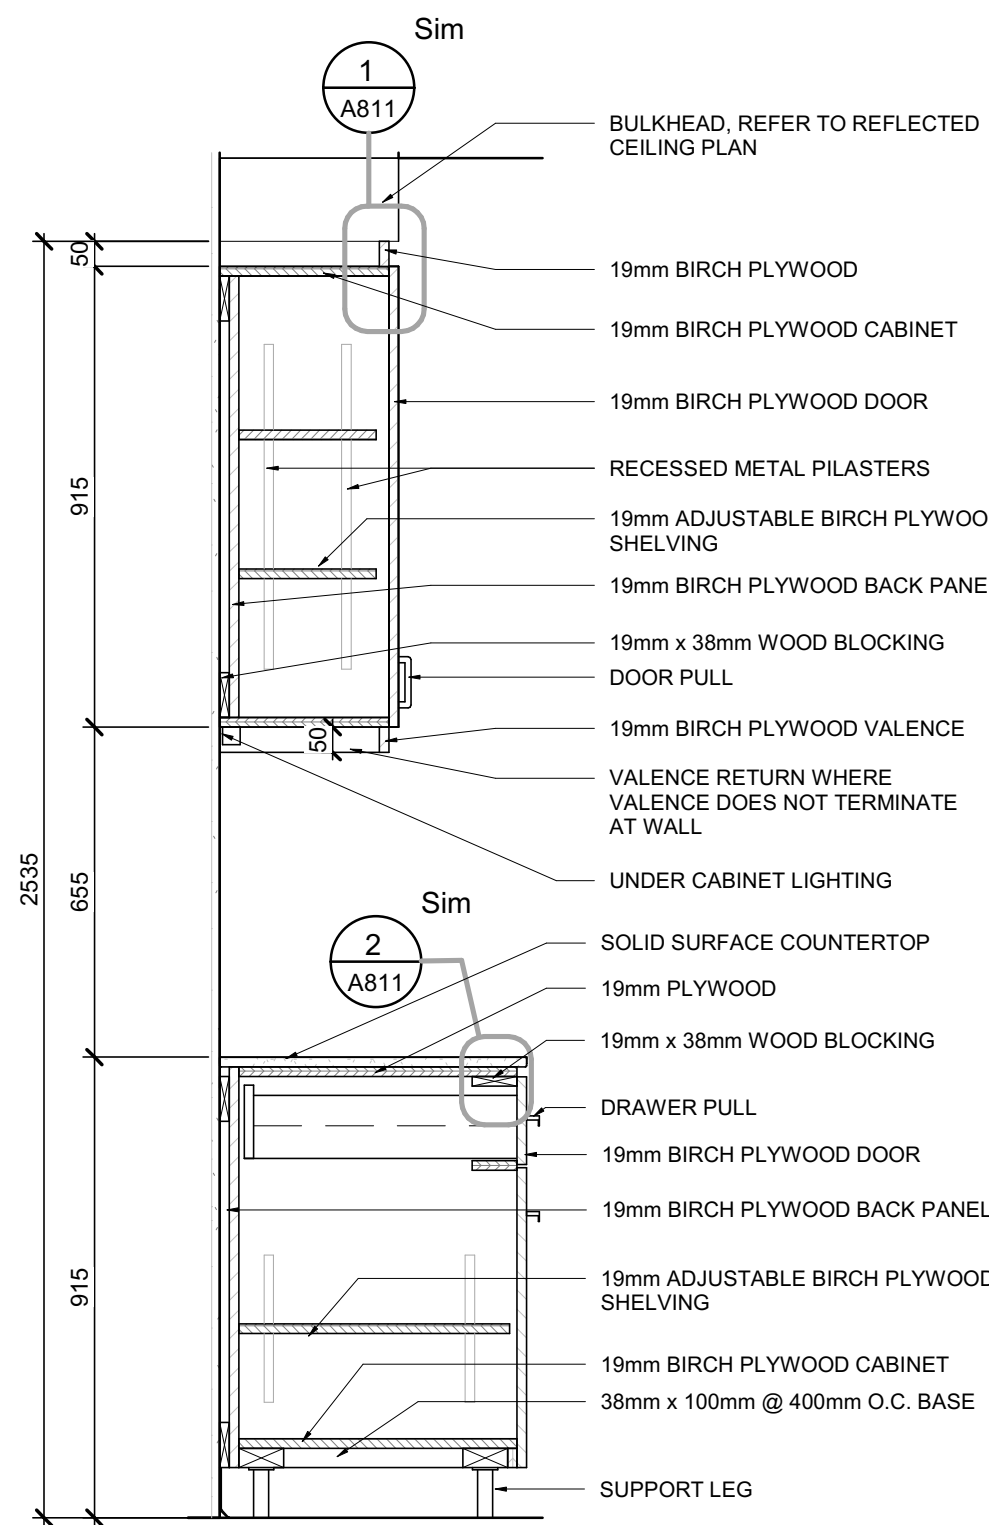 Sim
1
A811
BULKHEAD, REFER TO REFLECTED
CEILING PLAN
50
19mm BIRCH PLYWOOD
19mm BIRCH PLYWOOD CABINET
19mm BIRCH PLYWOOD DOOR
RECESSED METAL PILASTERS
915
19mm ADJUSTABLE BIRCH PLYWOO
SHELVING
19mm BIRCH PLYWOOD BACK PANE
19mm x 38mm WOOD BLOCKING
DOOR PULL
19mm BIRCH PLYWOOD VALENCE
50
VALENCE RETURN WHERE
VALENCE DOES NOT TERMINATE
AT WALL
2535
655
UNDER CABINET LIGHTING
Sim
2
A811
SOLID SURFACE COUNTERTOP
19mm PLYWOOD
19mm x 38mm WOOD BLOCKING
DRAWER PULL
19mm BIRCH PLYWOOD DOOR
19mm BIRCH PLYWOOD BACK PANEL
915
19mm ADJUSTABLE BIRCH PLYWOOD
SHELVING
19mm BIRCH PLYWOOD CABINET
38mm x 100mm @ 400mm O.C. BASE
SUPPORT LEG